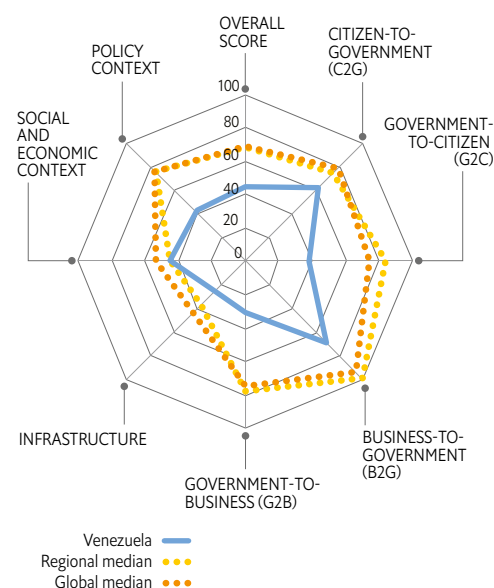 OVERALL
SCORE
CITIZEN-TO-
GOVERNMENT
(C2G)
GOVERNMENT-
TO-CITIZEN
(G2C)
BUSINESS-TO-
GOVERNMENT
(B2G)
GOVERNMENT-TO-
BUSINESS (G2B)
INFRASTRUCTURE
SOCIAL
AND
ECONOMIC
CONTEXT
POLICY
CONTEXT
100
80
60
40
20
0
Venezuela
Regional median
Global median